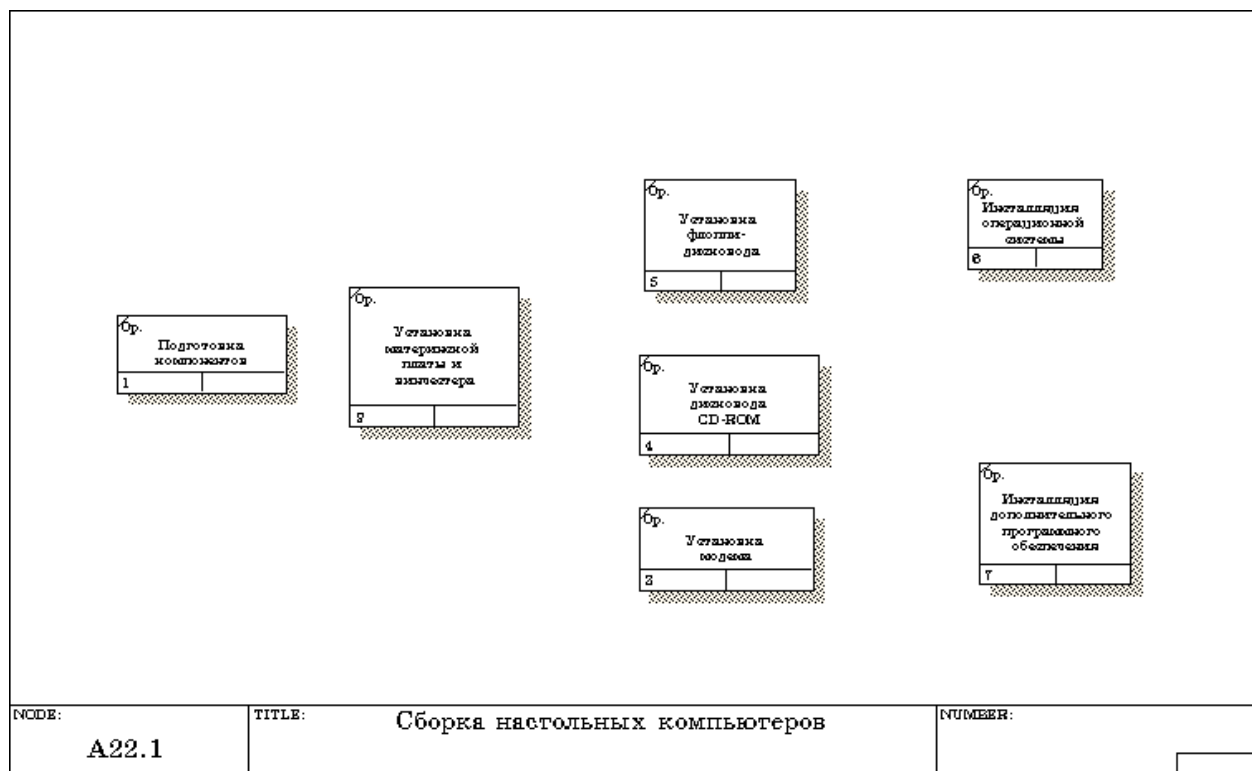 0р.
Подготовка
компонентов
1
0р.
Установка
материнской
платы и
винчестера
0р.
Установка
флоппи-
дисковода
5
0р.
Установка
дисковода
CD-ROM
4
0р.
Установка
модема
3
0р.
Инсталляция
операционной
системы
6
0р.
Инсталляция
дополнительного
программного
обеспечения
7
NODE:
A22.1
TITLE:
Сборка настольных компьютеров
NUMBER: